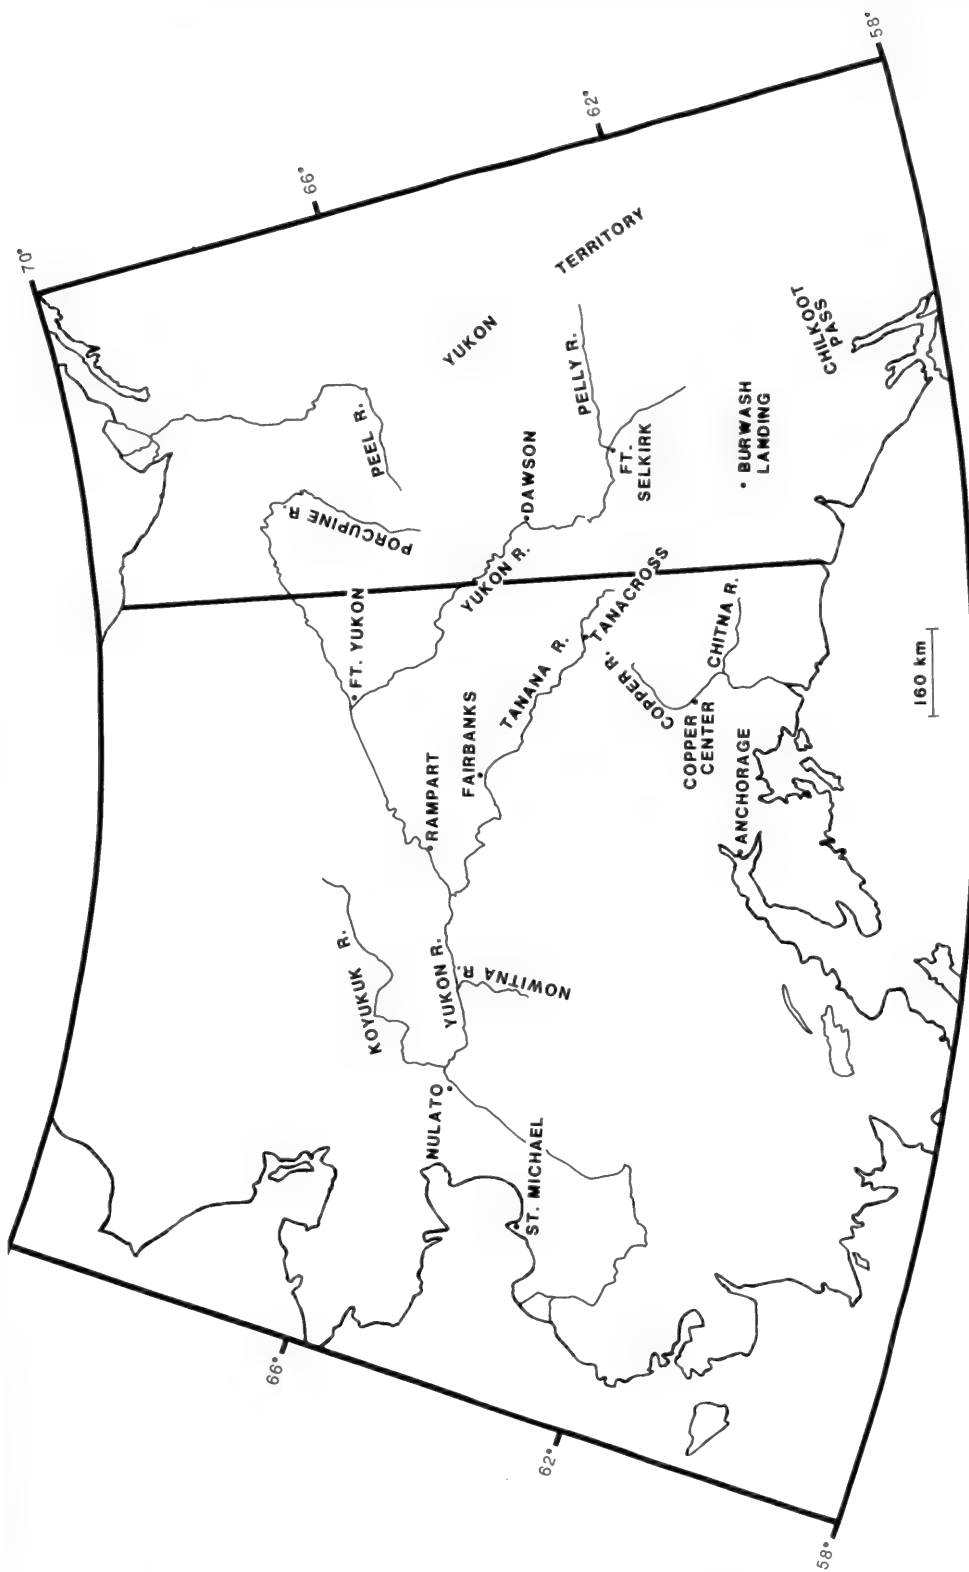 70°
66°
62°
58°
YUKON
TERRITORY
PEEL R.
PORCUPINE R.
PELLY R.
DAWSON
FT.
SELKIRK
BURWASH
LANDING
CHILKOOT
PASS
FT. YUKON
YUKON R.
TANACROSS
TANANA R.
COPPER R.
CHITNA R.
COPPER
CENTER
FAIRBANKS
RAMPART
ANCHORAGE
160 km
KOYUKUK R.
YUKON R.
NOWITNA R.
NULATO
ST. MICHAEL
66°
62°
58°